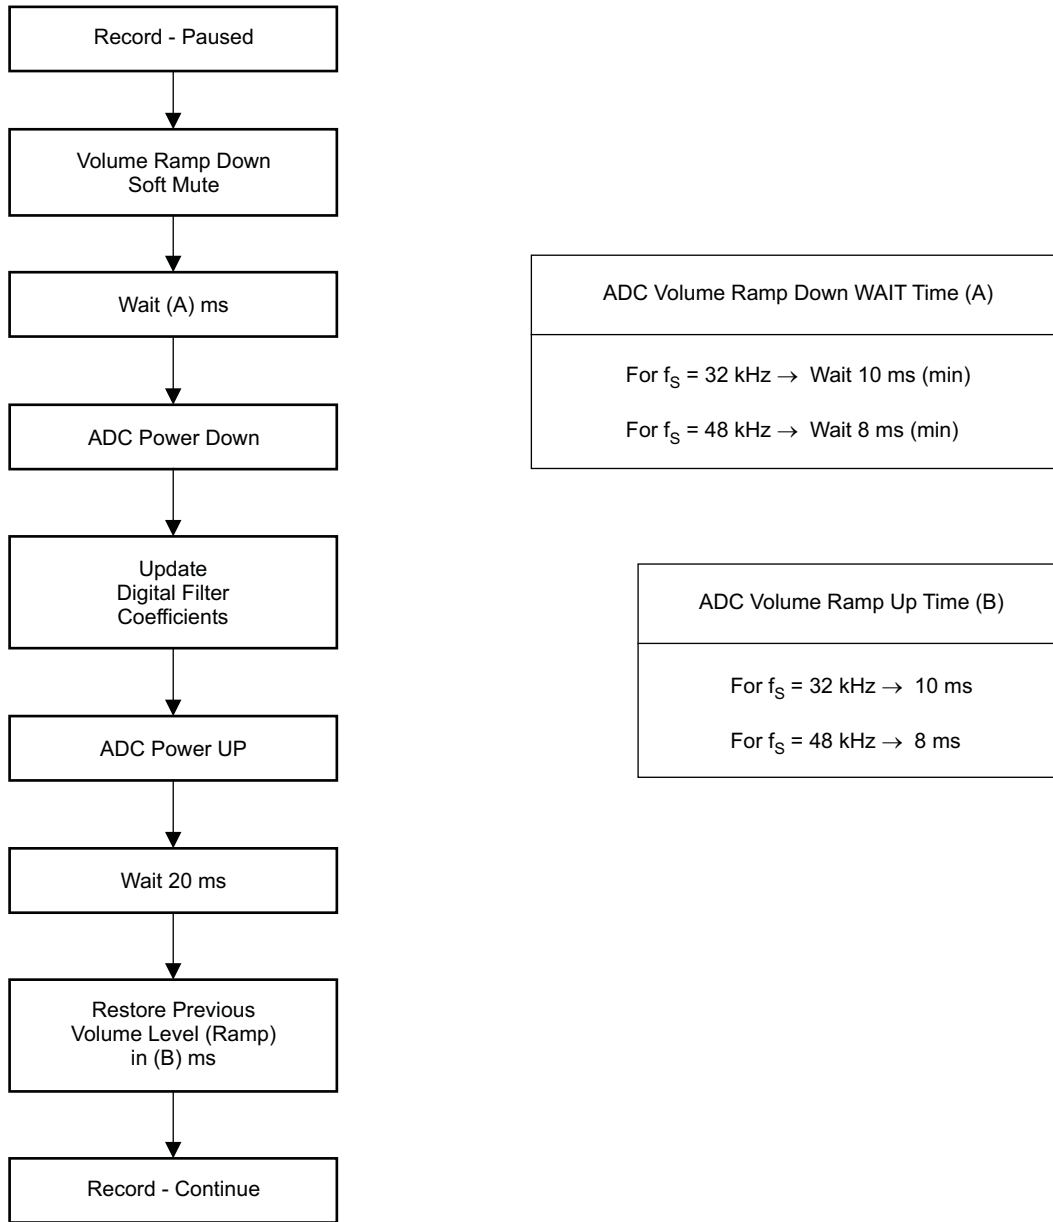 Record - Paused
Volume Ramp Down
Soft Mute
Wait (A) ms
ADC Power Down
Update
Digital Filter
Coefficients
ADC Power UP
Wait 20 ms
Restore Previous
Volume Level (Ramp)
in (B) ms
Record - Continue
ADC Volume Ramp Down WAIT Time (A)
For fS = 32 kHz → Wait 10 ms (min)
For fS = 48 kHz → Wait 8 ms (min)
ADC Volume Ramp Up Time (B)
For fS = 32 kHz → 10 ms
For fS = 48 kHz → 8 ms